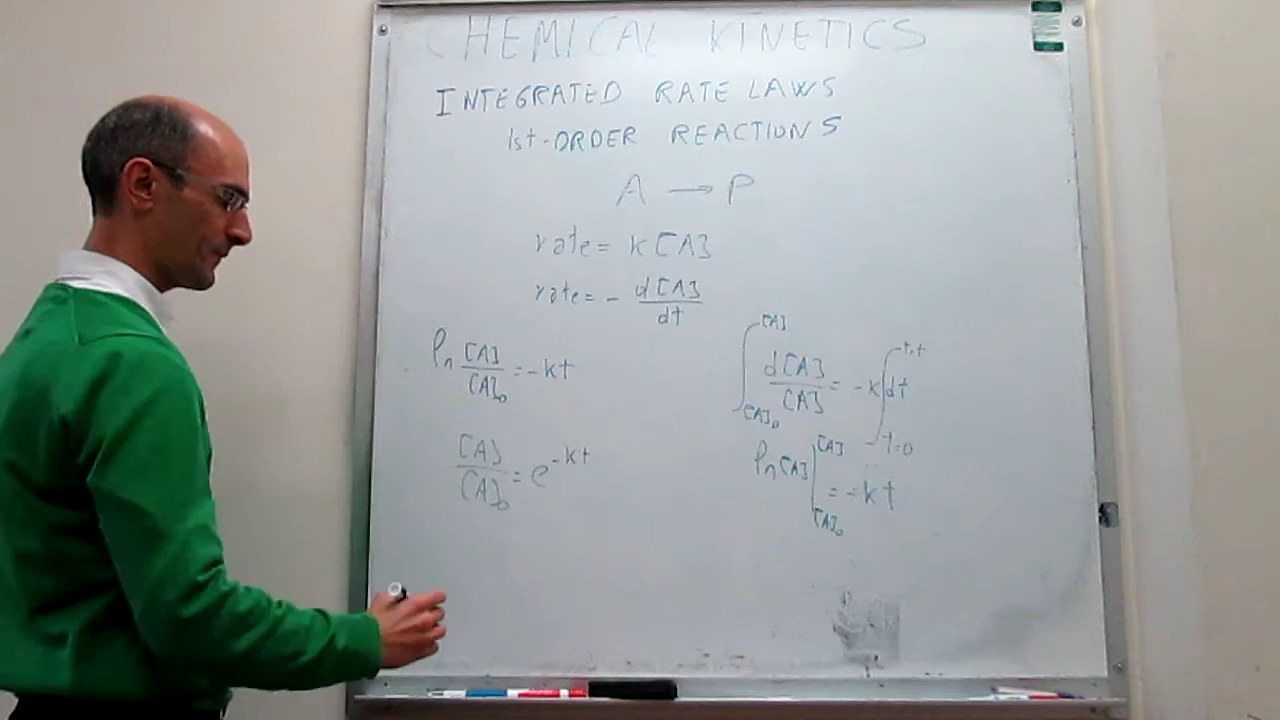 CHEMICAL KINETICS
INTEGRATED RATE LAWS
1st-ORDER REACTIONS
A → P
rate = k[A]
rate = - d[A]/dt
ln [A]/[A]₀ = -kt
[A]/[A]₀ = e^-kt
∫ [A]₀ [A] d[A]/[A] = -k ∫ t=0 t=t dt
ln[A] | [A]₀ [A] = -kt